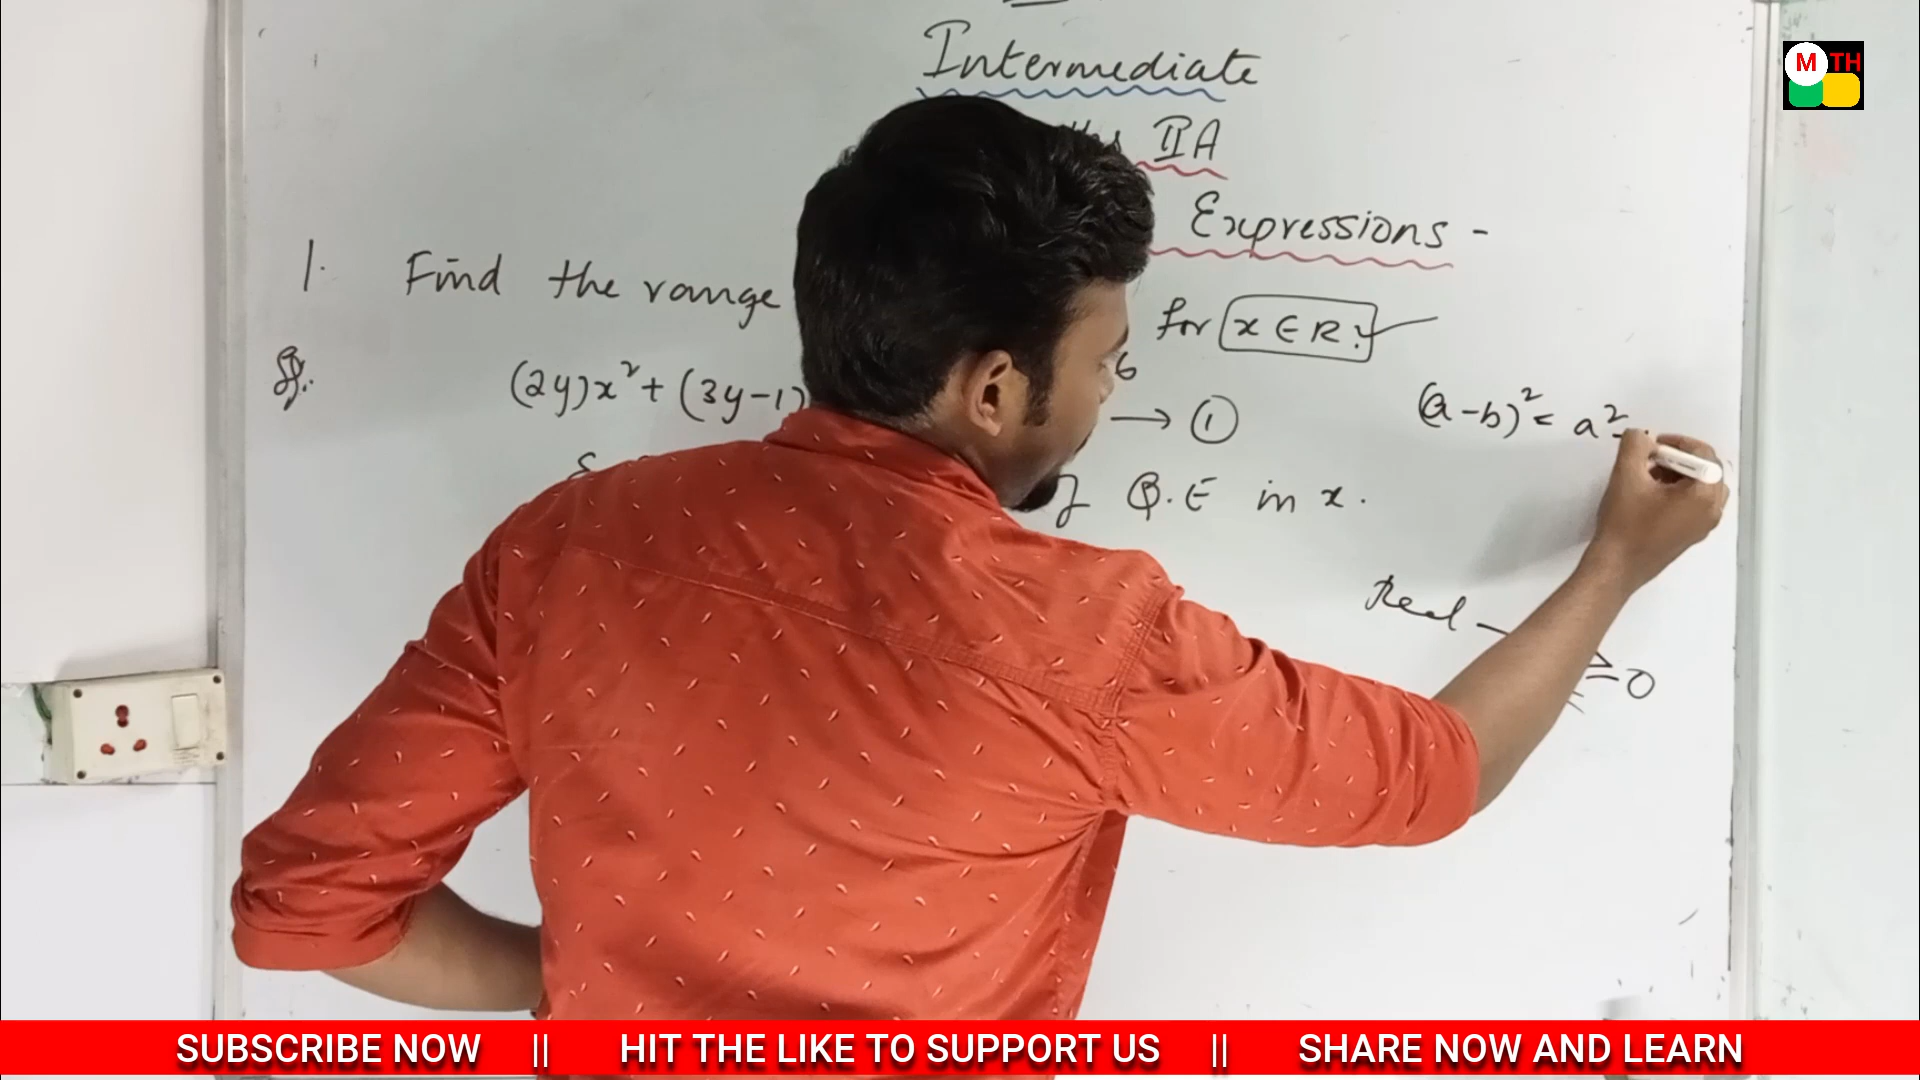 Intermediate
IIA
Expressions -
1. Find the range for x ∈ R.
6
(2y)x² + (3y-1) → ①
(a-b)² = a²-
Q.E in x.
Real -
≥ 0
M TH
SUBSCRIBE NOW || HIT THE LIKE TO SUPPORT US || SHARE NOW AND LEARN